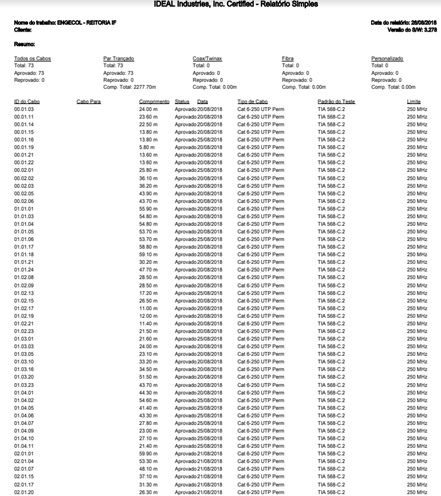 IDEAL Industries, Inc. Certified - Relatório Simples
Nome do trabalho: ENGECOL - REITORIA IF Data do relatório: 28/08/2018
Cliente: Versão do S/W: 3.278
Resumo:
Todos os Cabos Par Trançado Coax/Twinax Fibra Personalizado
Total: 73 Total: 73 Total: 0 Total: 0 Total: 0
Aprovado: 73 Aprovado: 73 Aprovado: 0 Aprovado: 0 Aprovado: 0
Reprovado: 0 Reprovado: 0 Reprovado: 0 Reprovado: 0 Reprovado: 0
Comp. Total: 2277.70m Comp. Total: 0.00m Comp. Total: 0.00m Comp. Total: 0.00m
ID do Cabo Cabo Para Comprimento Status Data Tipo de Cabo Padrão do Teste Limite
00.01.03 24.00 m Aprovado 20/08/2018 Cat 6-250 UTP Perm TIA 568-C.2 250 MHz
00.01.11 23.60 m Aprovado 20/08/2018 Cat 6-250 UTP Perm TIA 568-C.2 250 MHz
00.01.14 22.50 m Aprovado 20/08/2018 Cat 6-250 UTP Perm TIA 568-C.2 250 MHz
00.01.15 13.80 m Aprovado 20/08/2018 Cat 6-250 UTP Perm TIA 568-C.2 250 MHz
00.01.16 13.80 m Aprovado 20/08/2018 Cat 6-250 UTP Perm TIA 568-C.2 250 MHz
00.01.19 5.80 m Aprovado 20/08/2018 Cat 6-250 UTP Perm TIA 568-C.2 250 MHz
00.01.21 13.60 m Aprovado 20/08/2018 Cat 6-250 UTP Perm TIA 568-C.2 250 MHz
00.01.22 13.60 m Aprovado 20/08/2018 Cat 6-250 UTP Perm TIA 568-C.2 250 MHz
00.02.01 25.80 m Aprovado 20/08/2018 Cat 6-250 UTP Perm TIA 568-C.2 250 MHz
00.02.02 36.10 m Aprovado 20/08/2018 Cat 6-250 UTP Perm TIA 568-C.2 250 MHz
00.02.03 36.20 m Aprovado 20/08/2018 Cat 6-250 UTP Perm TIA 568-C.2 250 MHz
00.02.05 43.90 m Aprovado 20/08/2018 Cat 6-250 UTP Perm TIA 568-C.2 250 MHz
00.02.06 43.70 m Aprovado 20/08/2018 Cat 6-250 UTP Perm TIA 568-C.2 250 MHz
01.01.01 55.90 m Aprovado 20/08/2018 Cat 6-250 UTP Perm TIA 568-C.2 250 MHz
01.01.03 54.80 m Aprovado 20/08/2018 Cat 6-250 UTP Perm TIA 568-C.2 250 MHz
01.01.04 54.80 m Aprovado 20/08/2018 Cat 6-250 UTP Perm TIA 568-C.2 250 MHz
01.01.05 53.70 m Aprovado 20/08/2018 Cat 6-250 UTP Perm TIA 568-C.2 250 MHz
01.01.06 53.70 m Aprovado 20/08/2018 Cat 6-250 UTP Perm TIA 568-C.2 250 MHz
01.01.17 58.80 m Aprovado 20/08/2018 Cat 6-250 UTP Perm TIA 568-C.2 250 MHz
01.01.18 59.10 m Aprovado 20/08/2018 Cat 6-250 UTP Perm TIA 568-C.2 250 MHz
01.01.21 30.20 m Aprovado 20/08/2018 Cat 6-250 UTP Perm TIA 568-C.2 250 MHz
01.01.24 47.70 m Aprovado 20/08/2018 Cat 6-250 UTP Perm TIA 568-C.2 250 MHz
01.02.08 28.50 m Aprovado 20/08/2018 Cat 6-250 UTP Perm TIA 568-C.2 250 MHz
01.02.09 28.50 m Aprovado 20/08/2018 Cat 6-250 UTP Perm TIA 568-C.2 250 MHz
01.02.13 17.20 m Aprovado 20/08/2018 Cat 6-250 UTP Perm TIA 568-C.2 250 MHz
01.02.15 26.50 m Aprovado 20/08/2018 Cat 6-250 UTP Perm TIA 568-C.2 250 MHz
01.02.17 11.00 m Aprovado 20/08/2018 Cat 6-250 UTP Perm TIA 568-C.2 250 MHz
01.02.18 12.00 m Aprovado 20/08/2018 Cat 6-250 UTP Perm TIA 568-C.2 250 MHz
01.02.21 11.40 m Aprovado 20/08/2018 Cat 6-250 UTP Perm TIA 568-C.2 250 MHz
01.02.23 21.50 m Aprovado 20/08/2018 Cat 6-250 UTP Perm TIA 568-C.2 250 MHz
01.03.01 21.60 m Aprovado 20/08/2018 Cat 6-250 UTP Perm TIA 568-C.2 250 MHz
01.03.03 24.00 m Aprovado 20/08/2018 Cat 6-250 UTP Perm TIA 568-C.2 250 MHz
01.03.05 23.10 m Aprovado 20/08/2018 Cat 6-250 UTP Perm TIA 568-C.2 250 MHz
01.03.10 33.20 m Aprovado 20/08/2018 Cat 6-250 UTP Perm TIA 568-C.2 250 MHz
01.03.16 34.50 m Aprovado 20/08/2018 Cat 6-250 UTP Perm TIA 568-C.2 250 MHz
01.03.20 51.50 m Aprovado 20/08/2018 Cat 6-250 UTP Perm TIA 568-C.2 250 MHz
01.03.23 43.70 m Aprovado 20/08/2018 Cat 6-250 UTP Perm TIA 568-C.2 250 MHz
01.04.01 44.30 m Aprovado 20/08/2018 Cat 6-250 UTP Perm TIA 568-C.2 250 MHz
01.04.02 54.60 m Aprovado 25/08/2018 Cat 6-250 UTP Perm TIA 568-C.2 250 MHz
01.04.05 41.40 m Aprovado 25/08/2018 Cat 6-250 UTP Perm TIA 568-C.2 250 MHz
01.04.06 43.30 m Aprovado 25/08/2018 Cat 6-250 UTP Perm TIA 568-C.2 250 MHz
01.04.07 27.80 m Aprovado 25/08/2018 Cat 6-250 UTP Perm TIA 568-C.2 250 MHz
01.04.09 23.00 m Aprovado 25/08/2018 Cat 6-250 UTP Perm TIA 568-C.2 250 MHz
01.04.10 27.10 m Aprovado 25/08/2018 Cat 6-250 UTP Perm TIA 568-C.2 250 MHz
01.04.11 21.40 m Aprovado 25/08/2018 Cat 6-250 UTP Perm TIA 568-C.2 250 MHz
02.01.01 59.90 m Aprovado 21/08/2018 Cat 6-250 UTP Perm TIA 568-C.2 250 MHz
02.01.04 53.30 m Aprovado 21/08/2018 Cat 6-250 UTP Perm TIA 568-C.2 250 MHz
02.01.07 48.10 m Aprovado 21/08/2018 Cat 6-250 UTP Perm TIA 568-C.2 250 MHz
02.01.15 37.10 m Aprovado 21/08/2018 Cat 6-250 UTP Perm TIA 568-C.2 250 MHz
02.01.17 31.30 m Aprovado 21/08/2018 Cat 6-250 UTP Perm TIA 568-C.2 250 MHz
02.01.20 26.30 m Aprovado 21/08/2018 Cat 6-250 UTP Perm TIA 568-C.2 250 MHz